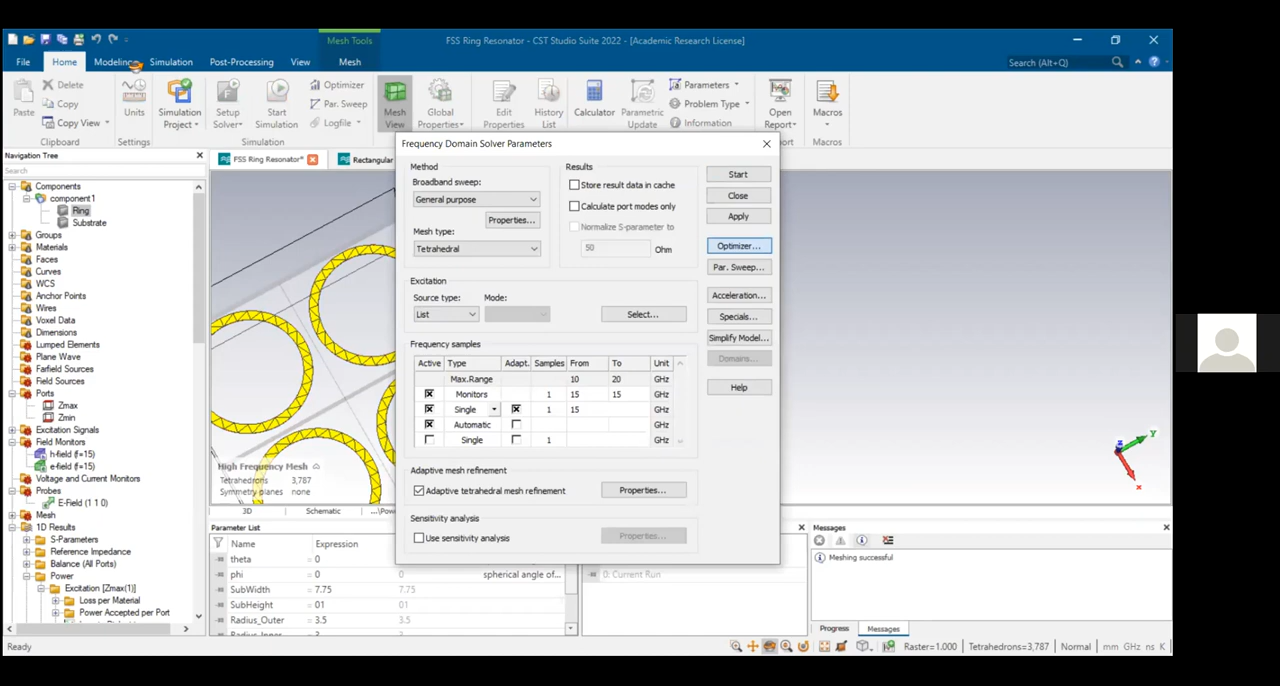 Mesh Tools
FSS Ring Resonator - CST Studio Suite 2022 - [Academic Research License]
File Home Modeling Simulation Post-Processing View Mesh
Search (Alt+Q)
Delete
Copy
Copy View
Paste
Clipboard
Units
Settings
Simulation
Project
Setup
Solver
Start
Simulation
Optimizer
Par. Sweep
Logfile
Simulation
Mesh
View
Global
Properties
Edit
Properties
History
List
Calculator
Parametric
Update
Parameters
Problem Type
Information
Open
Report
Macros
Macros
Navigation Tree
Search
Components
component1
Ring
Substrate
Groups
Materials
Faces
Curves
WCS
Anchor Points
Wires
Voxel Data
Dimensions
Lumped Elements
Plane Wave
Farfield Sources
Field Sources
Ports
Zmax
Zmin
Excitation Signals
Field Monitors
h-field (f=15)
e-field (f=15)
Voltage and Current Monitors
Probes
E-Field (1 1 0)
Mesh
1D Results
S-Parameters
Reference Impedance
Balance (All Ports)
Power
Excitation [Zmax(1)]
Loss per Material
Power Accepted per Port
FSS Ring Resonator*
Rectangular
High Frequency Mesh
Tetrahedrons 3,787
Symmetry planes none
3D Schematic
Frequency Domain Solver Parameters
Method
Broadband sweep:
General purpose
Properties...
Mesh type:
Tetrahedral
Results
Store result data in cache
Calculate port modes only
Normalize S-parameter to
50 Ohm
Start
Close
Apply
Optimizer...
Par. Sweep...
Acceleration...
Specials...
Simplify Model...
Domains...
Help
Excitation
Source type: Mode:
List
Select...
Frequency samples
Active Type Adapt. Samples From To Unit
Max.Range 10 20 GHz
Monitors 1 15 15 GHz
Single 1 15 GHz
Automatic GHz
Single 1 GHz
Adaptive mesh refinement
Adaptive tetrahedral mesh refinement Properties...
Sensitivity analysis
Use sensitivity analysis Properties...
Y
x
Parameter List
Name Expression
theta = 0
phi = 0 0 spherical angle of...
SubWidth = 7.75 7.75
SubHeight = 01 01
Radius_Outer = 3.5 3.5
0: Current Run
Messages
Meshing successful
Progress Messages
Ready
Raster=1.000 Tetrahedrons=3,787 Normal mm GHz ns K